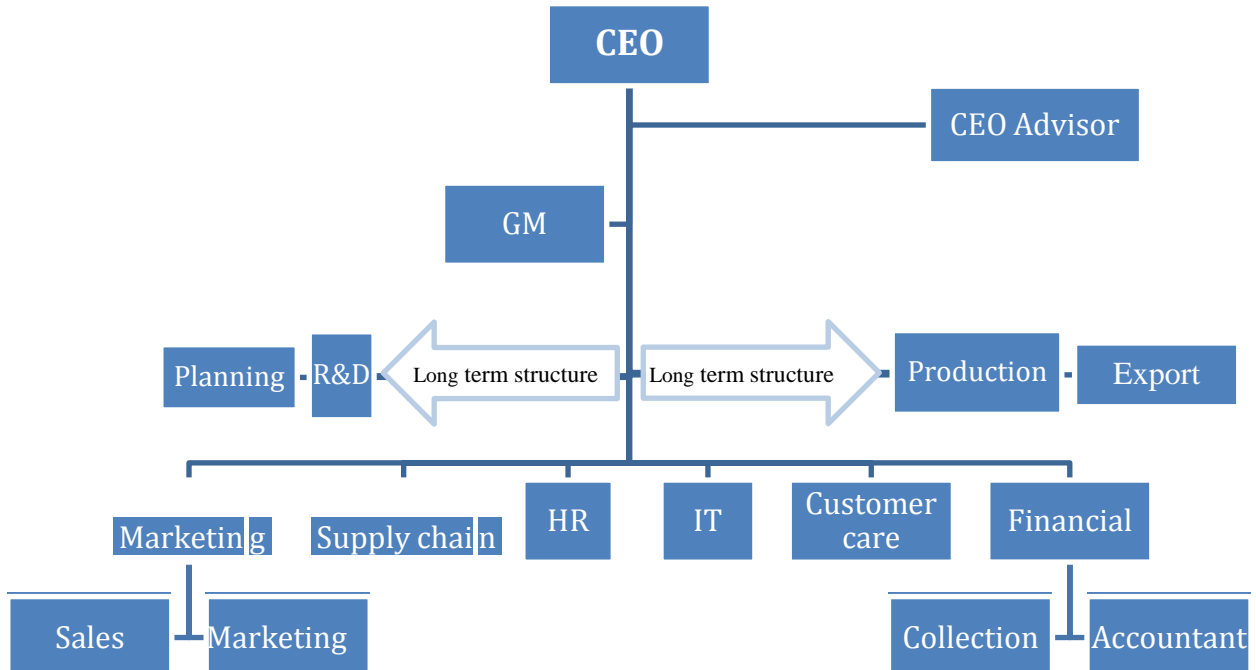 CEO
CEO Advisor
GM
Planning
R&D
Long term structure
Long term structure
Production
Export
Marketing
Supply chain
HR
IT
Customer
care
Financial
Sales
Marketing
Collection
Accountant